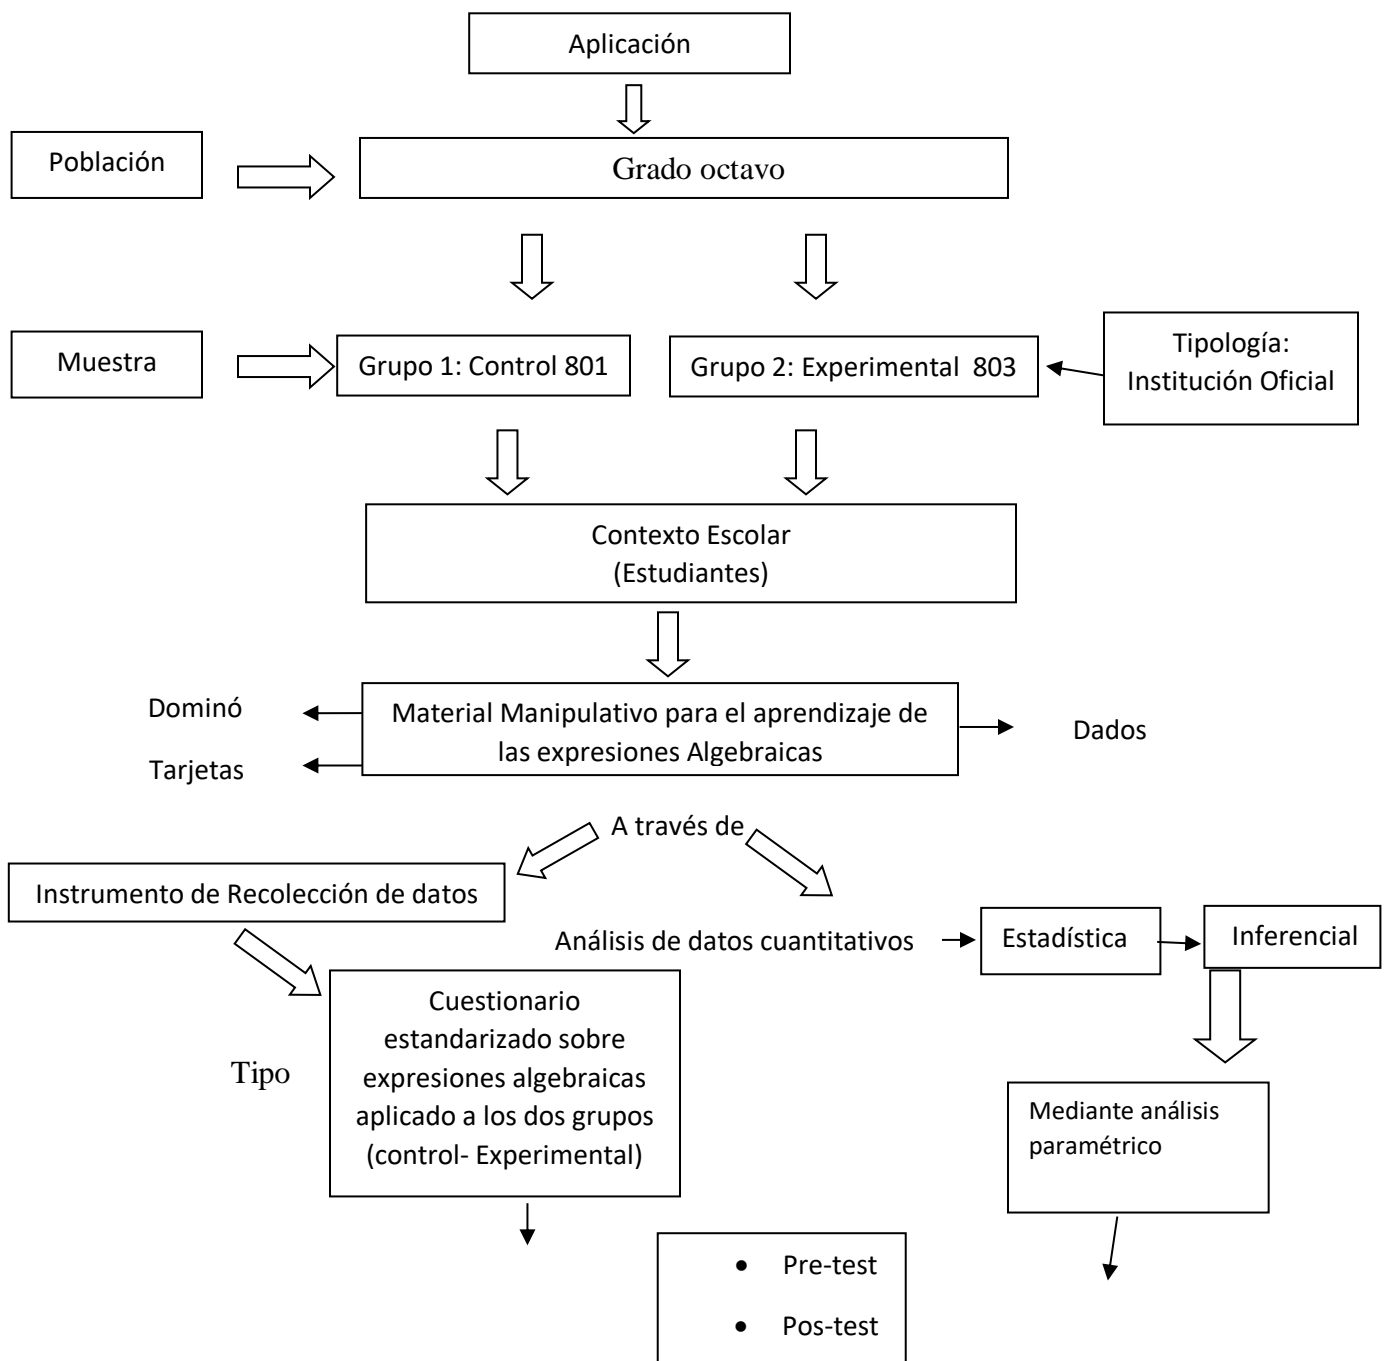 Aplicación
Población
Grado octavo
Muestra
Grupo 1: Control 801
Grupo 2: Experimental  803
Tipología:
Institución Oficial
Contexto Escolar
(Estudiantes)
Dominó
Tarjetas
Material Manipulativo para el aprendizaje de
las expresiones Algebraicas
Dados
A través de
Instrumento de Recolección de datos
Análisis de datos cuantitativos
Estadística
Inferencial
Tipo
Cuestionario
estandarizado sobre
expresiones algebraicas
aplicado a los dos grupos
(control- Experimental)
Mediante análisis
paramétrico
• Pre-test
• Pos-test